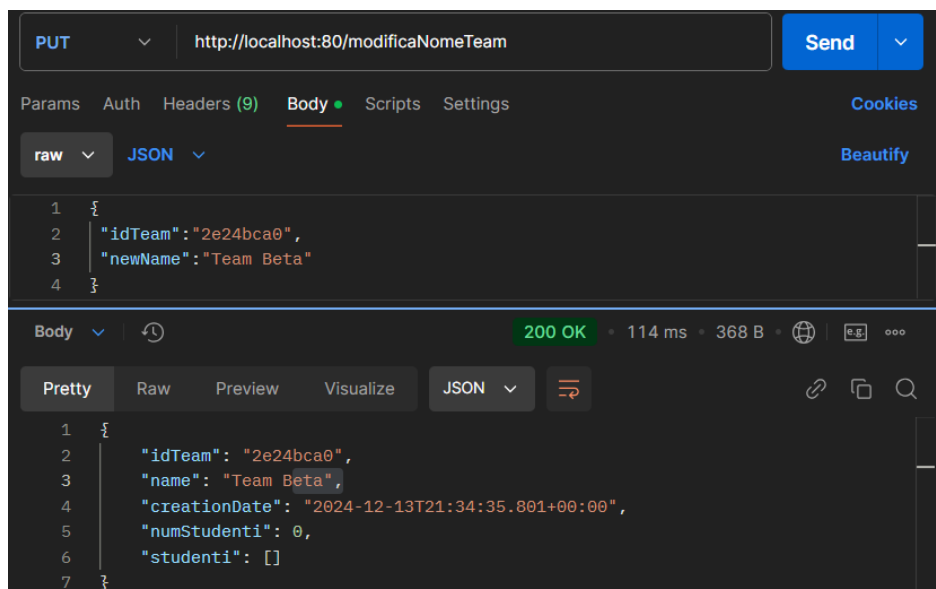 PUT http://localhost:80/modificaNomeTeam Send
Params Auth Headers (9) Body Scripts Settings Cookies
raw JSON Beautify
1 {
2 "idTeam":"2e24bca0",
3 "newName":"Team Beta"
4 }
Body 200 OK • 114 ms • 368 B • e.g.
Pretty Raw Preview Visualize JSON
1 {
2 "idTeam": "2e24bca0",
3 "name": "Team Beta",
4 "creationDate": "2024-12-13T21:34:35.801+00:00",
5 "numStudenti": 0,
6 "studenti": []
7 }